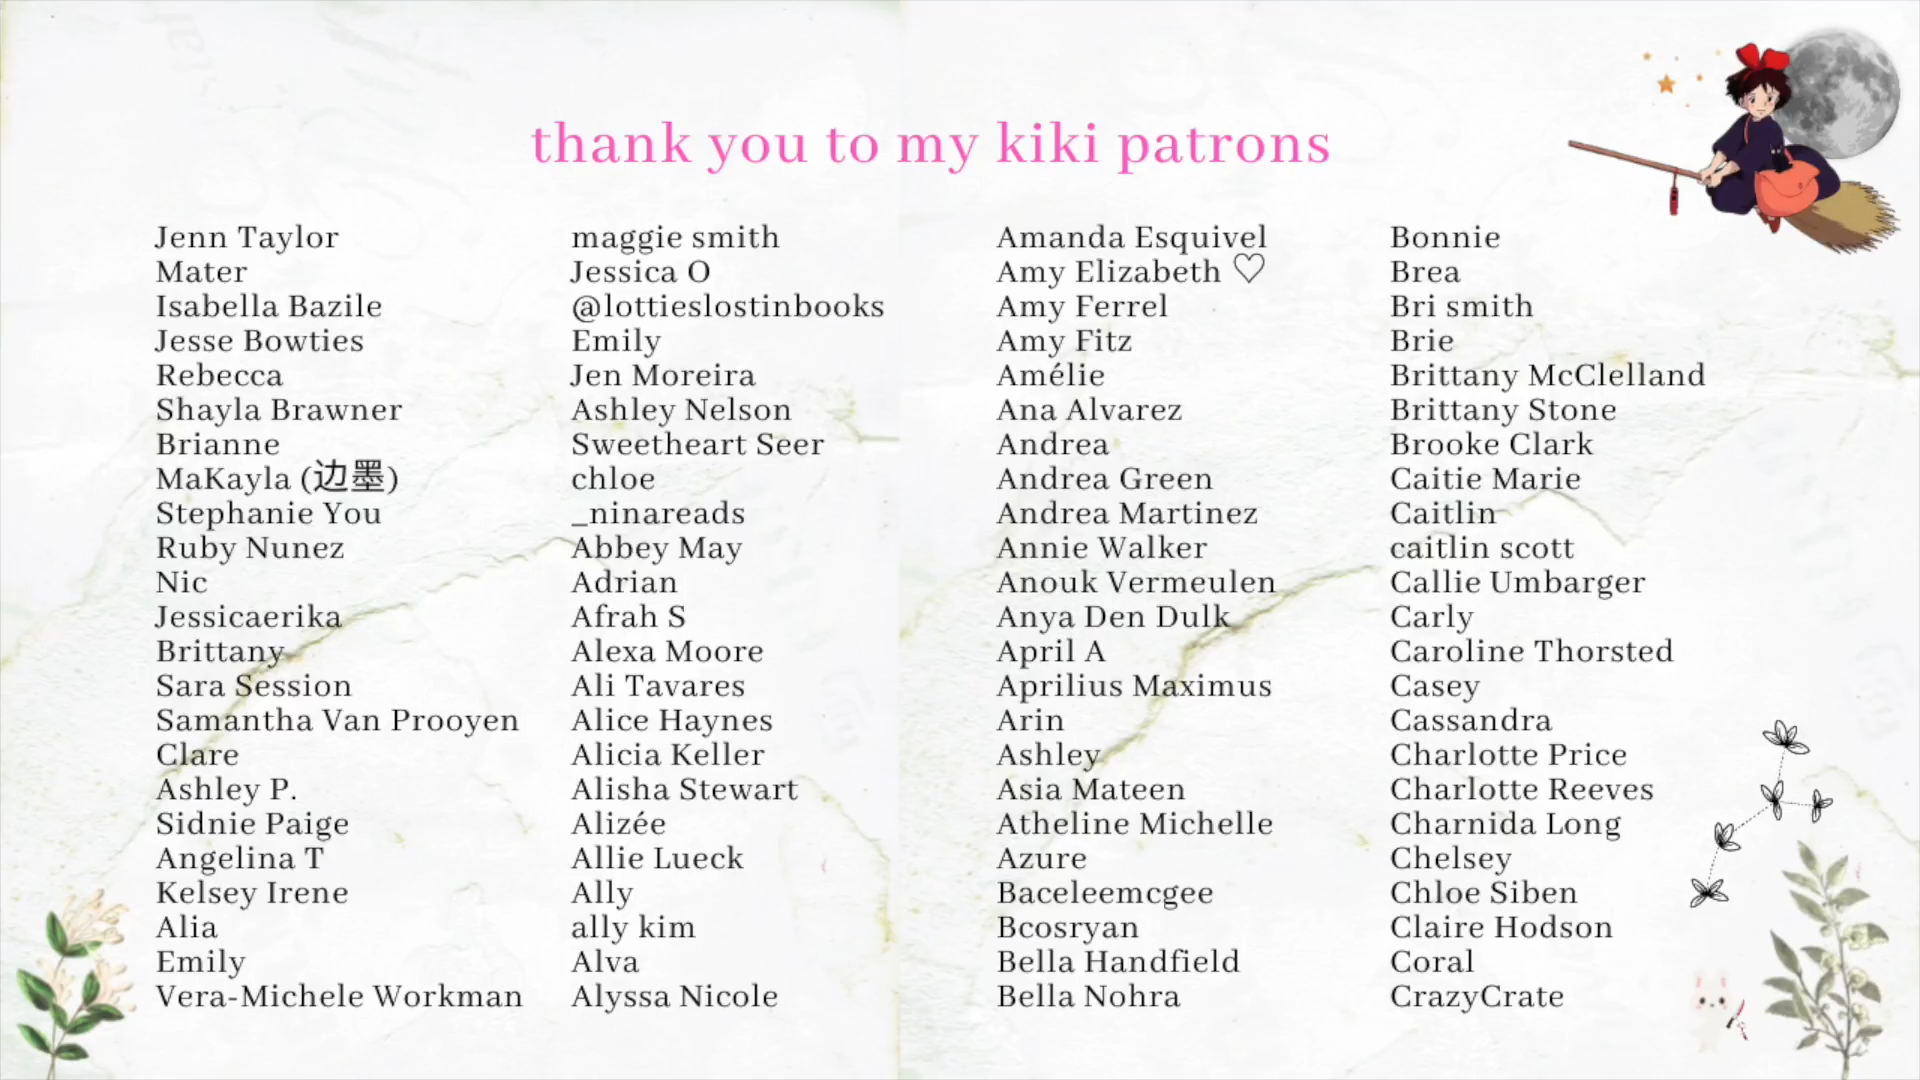 thank you to my kiki patrons
Jenn Taylor
Mater
Isabella Bazile
Jesse Bowties
Rebecca
Shayla Brawner
Brianne
MaKayla (边墨)
Stephanie You
Ruby Nunez
Nic
Jessicaerika
Brittany
Sara Session
Samantha Van Prooyen
Clare
Ashley P.
Sidnie Paige
Angelina T
Kelsey Irene
Alia
Emily
Vera-Michele Workman
maggie smith
Jessica O
@lottieslostinbooks
Emily
Jen Moreira
Ashley Nelson
Sweetheart Seer
chloe
_ninareads
Abbey May
Adrian
Afrah S
Alexa Moore
Ali Tavares
Alice Haynes
Alicia Keller
Alisha Stewart
Alizée
Allie Lueck
Ally
ally kim
Alva
Alyssa Nicole
Amanda Esquivel
Amy Elizabeth ♡
Amy Ferrel
Amy Fitz
Amélie
Ana Alvarez
Andrea
Andrea Green
Andrea Martinez
Annie Walker
Anouk Vermeulen
Anya Den Dulk
April A
Aprilius Maximus
Arin
Ashley
Asia Mateen
Atheline Michelle
Azure
Baceleemcgee
Bcosryan
Bella Handfield
Bella Nohra
Bonnie
Brea
Bri smith
Brie
Brittany McClelland
Brittany Stone
Brooke Clark
Caitie Marie
Caitlin
caitlin scott
Callie Umbarger
Carly
Caroline Thorsted
Casey
Cassandra
Charlotte Price
Charlotte Reeves
Charnida Long
Chelsey
Chloe Siben
Claire Hodson
Coral
CrazyCrate